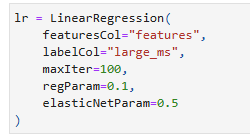 lr = LinearRegression(
    featuresCol="features",
    labelCol="large_ms",
    maxIter=100,
    regParam=0.1,
    elasticNetParam=0.5
)